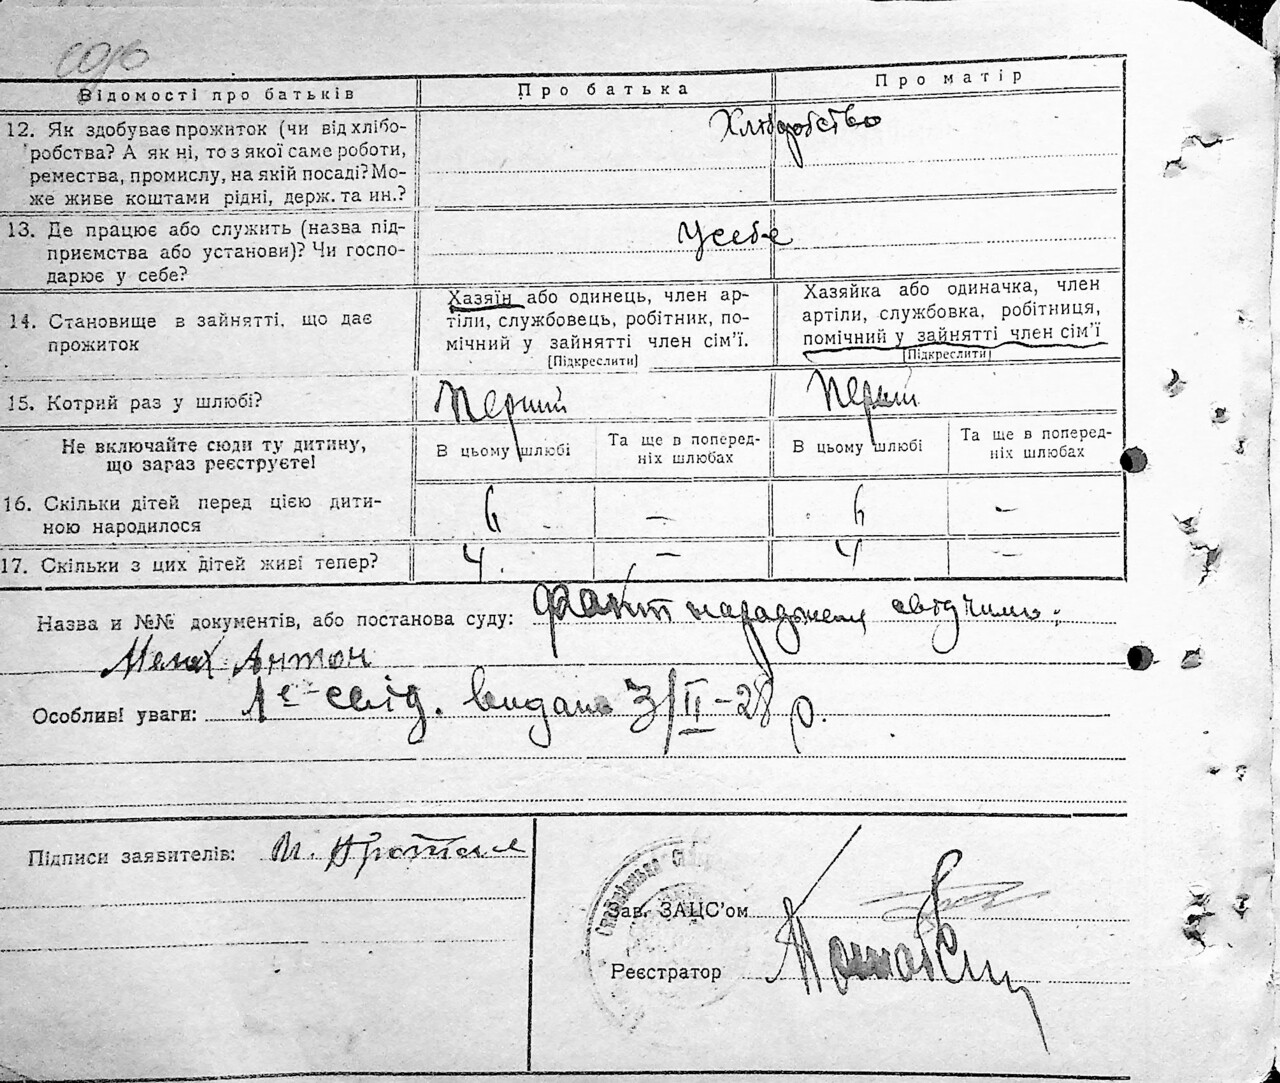 Відомості про батьків
Про батька
Про матір
12. Як здобуває прожиток (чи від хлібо-
робства? А як ні, то з якої саме роботи,
ремества, промислу, на якій посаді? Мо-
же живе коштами рідні, держ. та ин.?
Хліборобство
13. Де працює або служить (назва під-
приємства або установи)? Чи госпо-
дарює у себе?
У себе
14. Становище в зайнятті, що дає
прожиток
Хазяїн або одинець, член ар-
тіли, службовець, робітник, по-
мічний у зайнятті член сім'ї.
[Підкреслити]
Хазяйка або одиначка, член
артіли, службовка, робітниця,
помічний у зайнятті член сім'ї
[Підкреслити]
15. Котрий раз у шлюбі?
Перший
Перший
Не включайте сюди ту дитину,
що зараз реєструєте!
В цьому шлюбі
Та ще в поперед-
ніх шлюбах
В цьому шлюбі
Та ще в поперед-
ніх шлюбах
16. Скільки дітей перед цією дити-
ною народилося
6 — 6 —
17. Скільки з цих дітей живі тепер?
4 — 4 —
Назва и №№ документів, або постанова суду: факт народження
Антон
Особливі уваги: 1е свід. видано 3/II-28 р.
Підписи заявителів:
Зав. ЗАЦС'ом
Реєстратор